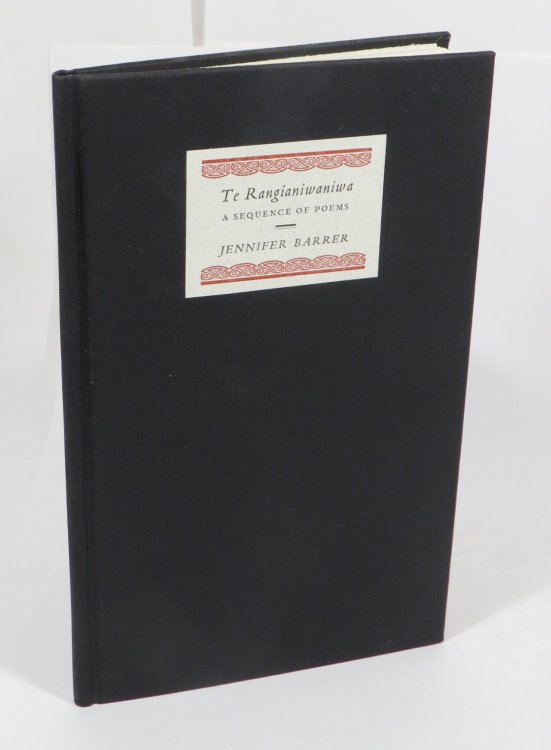 Te Rangianiwaniwa
A SEQUENCE OF POEMS
JENNIFER BARRER